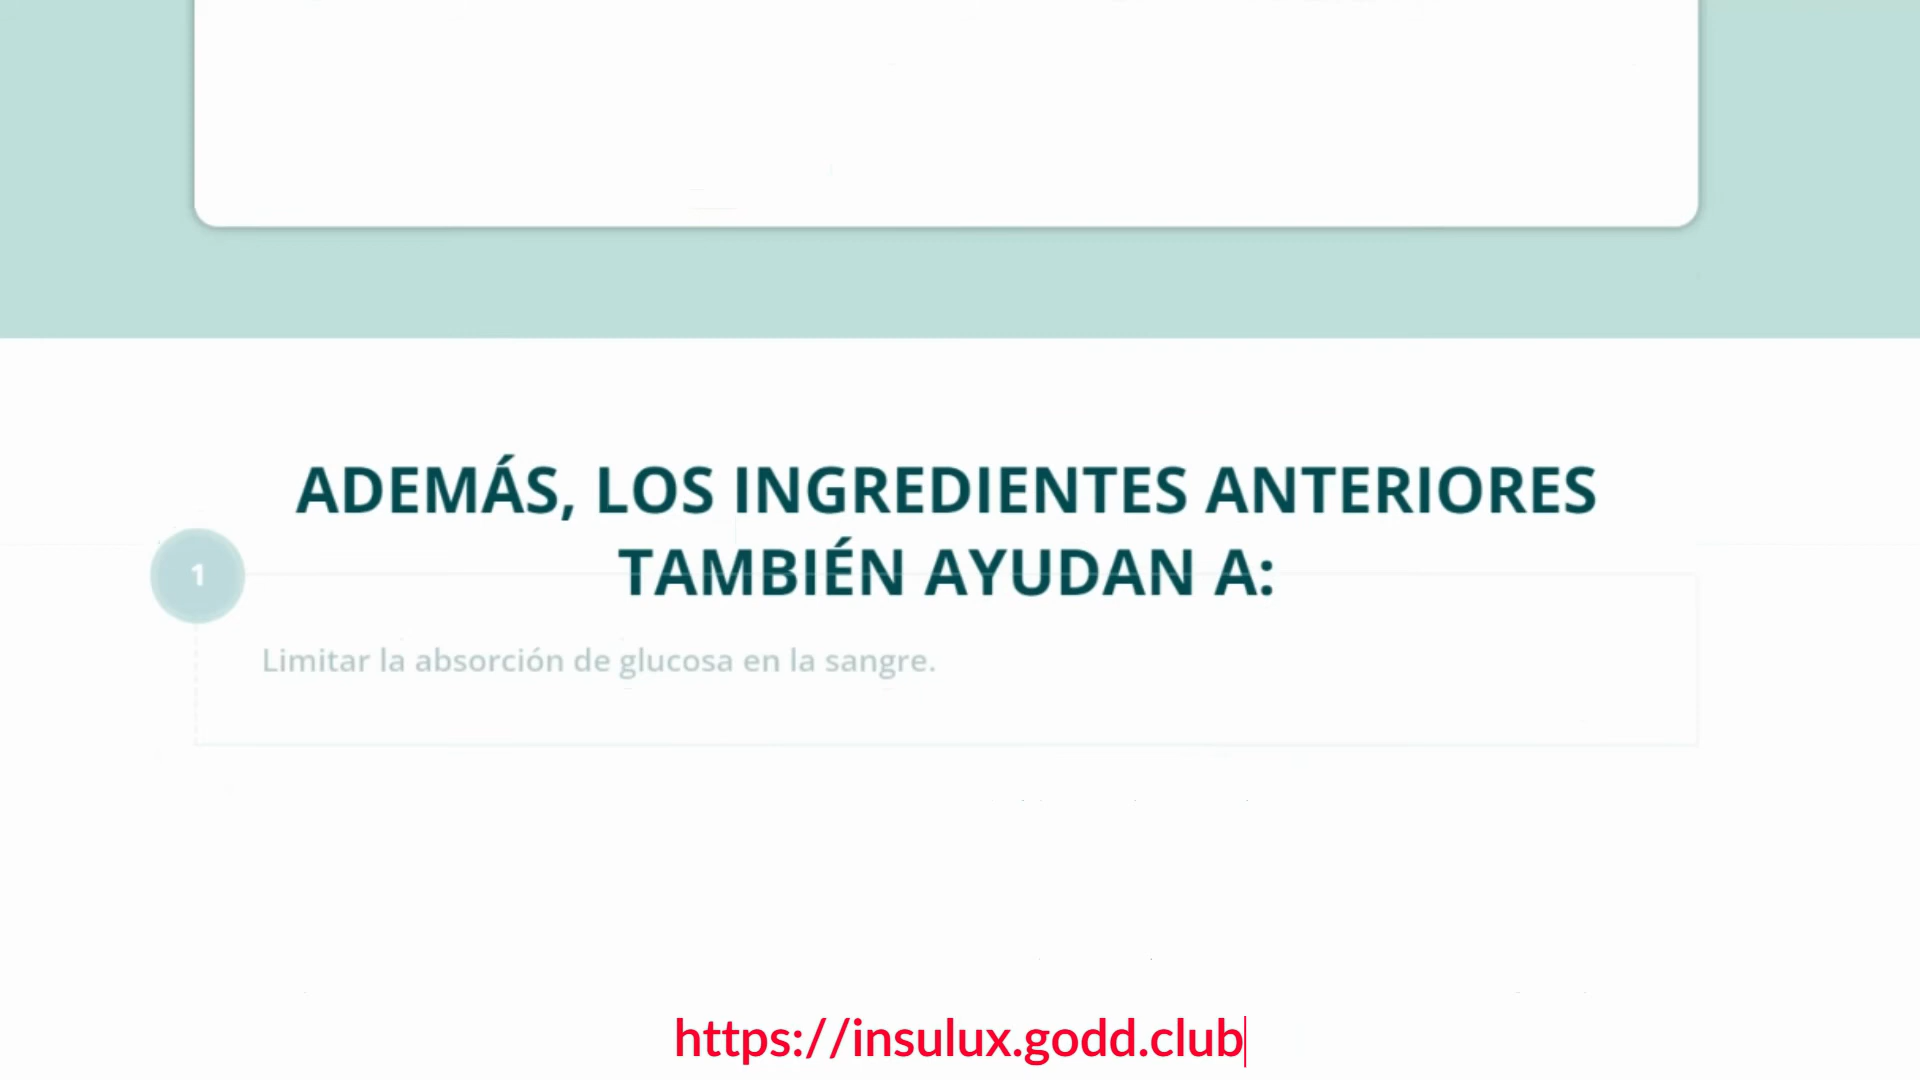 ADEMÁS, LOS INGREDIENTES ANTERIORES
TAMBIÉN AYUDAN A:
1
Limitar la absorción de glucosa en la sangre.
https://insulux.godd.club